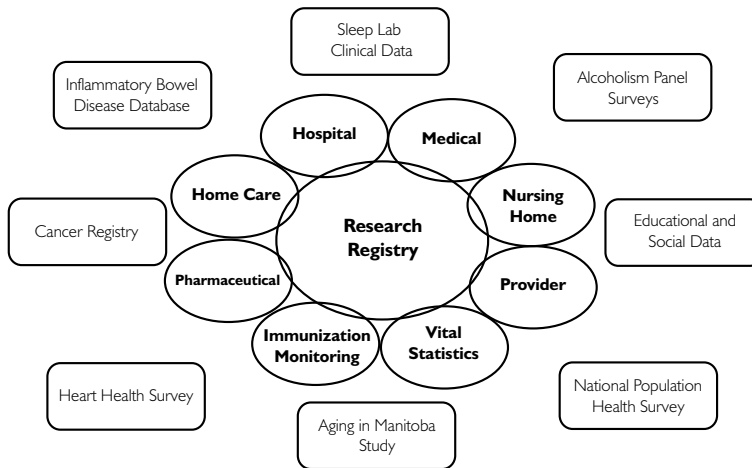 Sleep Lab
Clinical Data
Inflammatory Bowel
Disease Database
Alcoholism Panel
Surveys
Hospital
Medical
Home Care
Nursing
Home
Cancer Registry
Research
Registry
Educational and
Social Data
Pharmaceutical
Provider
Immunization
Monitoring
Vital
Statistics
Heart Health Survey
National Population
Health Survey
Aging in Manitoba
Study